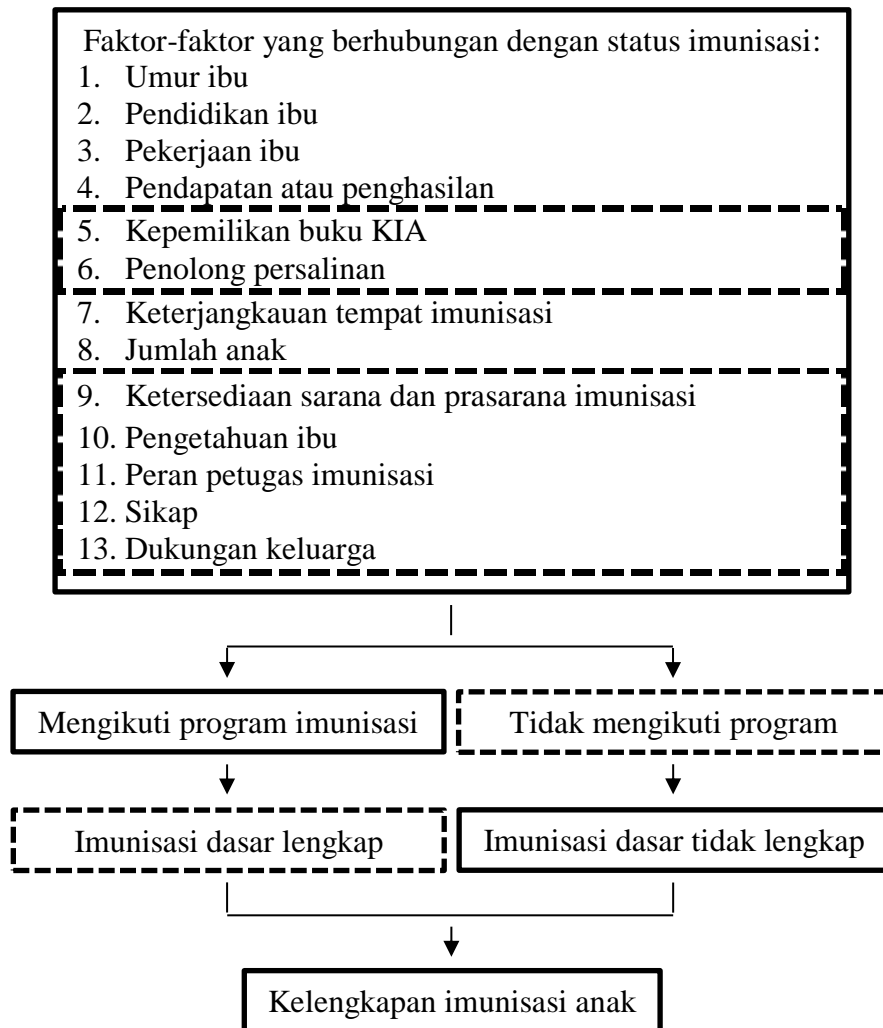 Faktor-faktor yang berhubungan dengan status imunisasi:
1. Umur ibu
2. Pendidikan ibu
3. Pekerjaan ibu
4. Pendapatan atau penghasilan
5. Kepemilikan buku KIA
6. Penolong persalinan
7. Keterjangkauan tempat imunisasi
8. Jumlah anak
9. Ketersediaan sarana dan prasarana imunisasi
10. Pengetahuan ibu
11. Peran petugas imunisasi
12. Sikap
13. Dukungan keluarga
Mengikuti program imunisasi
Tidak mengikuti program
Imunisasi dasar lengkap
Imunisasi dasar tidak lengkap
Kelengkapan imunisasi anak